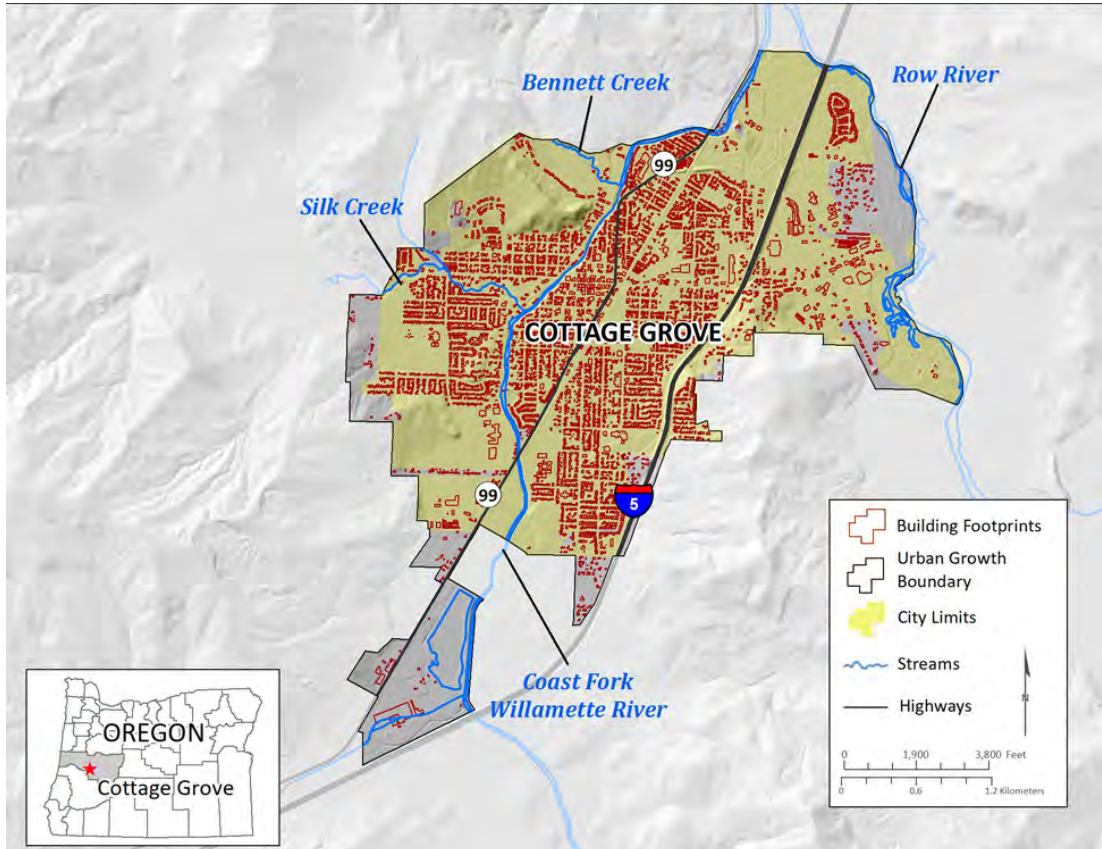 Bennett Creek
Row River
99
Silk Creek
COTTAGE GROVE
99
5
Coast Fork
Willamette River
Building Footprints
Urban Growth
Boundary
City Limits
Streams
Highways
N
0 1,900 3,800 Feet
0 0.6 1.2 Kilometers
OREGON
Cottage Grove